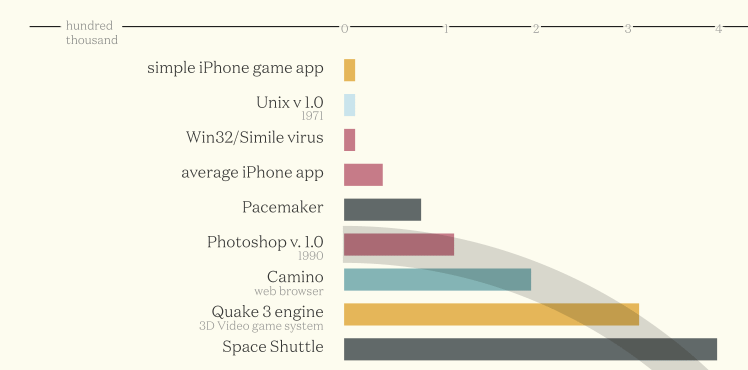 hundred
thousand
0 1 2 3 4
simple iPhone game app
Unix v 1.0
1971
Win32/Simile virus
average iPhone app
Pacemaker
Photoshop v. 1.0
1990
Camino
web browser
Quake 3 engine
3D Video game system
Space Shuttle